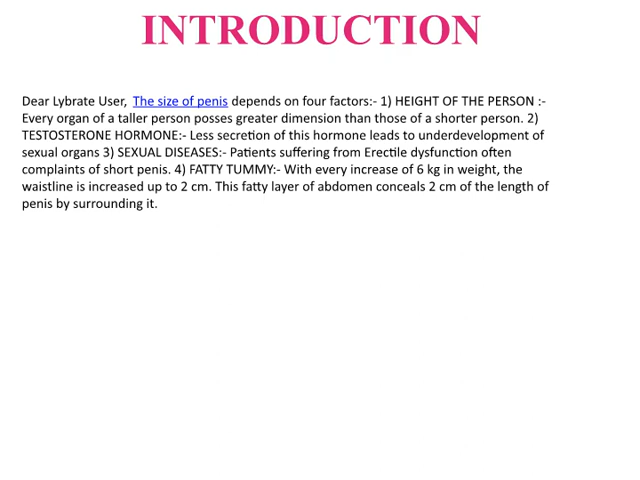 INTRODUCTION
Dear Lybrate User, The size of penis depends on four factors:- 1) HEIGHT OF THE PERSON :-
Every organ of a taller person posses greater dimension than those of a shorter person. 2)
TESTOSTERONE HORMONE:- Less secretion of this hormone leads to underdevelopment of
sexual organs 3) SEXUAL DISEASES:- Patients suffering from Erectile dysfunction often
complaints of short penis. 4) FATTY TUMMY:- With every increase of 6 kg in weight, the
waistline is increased up to 2 cm. This fatty layer of abdomen conceals 2 cm of the length of
penis by surrounding it.